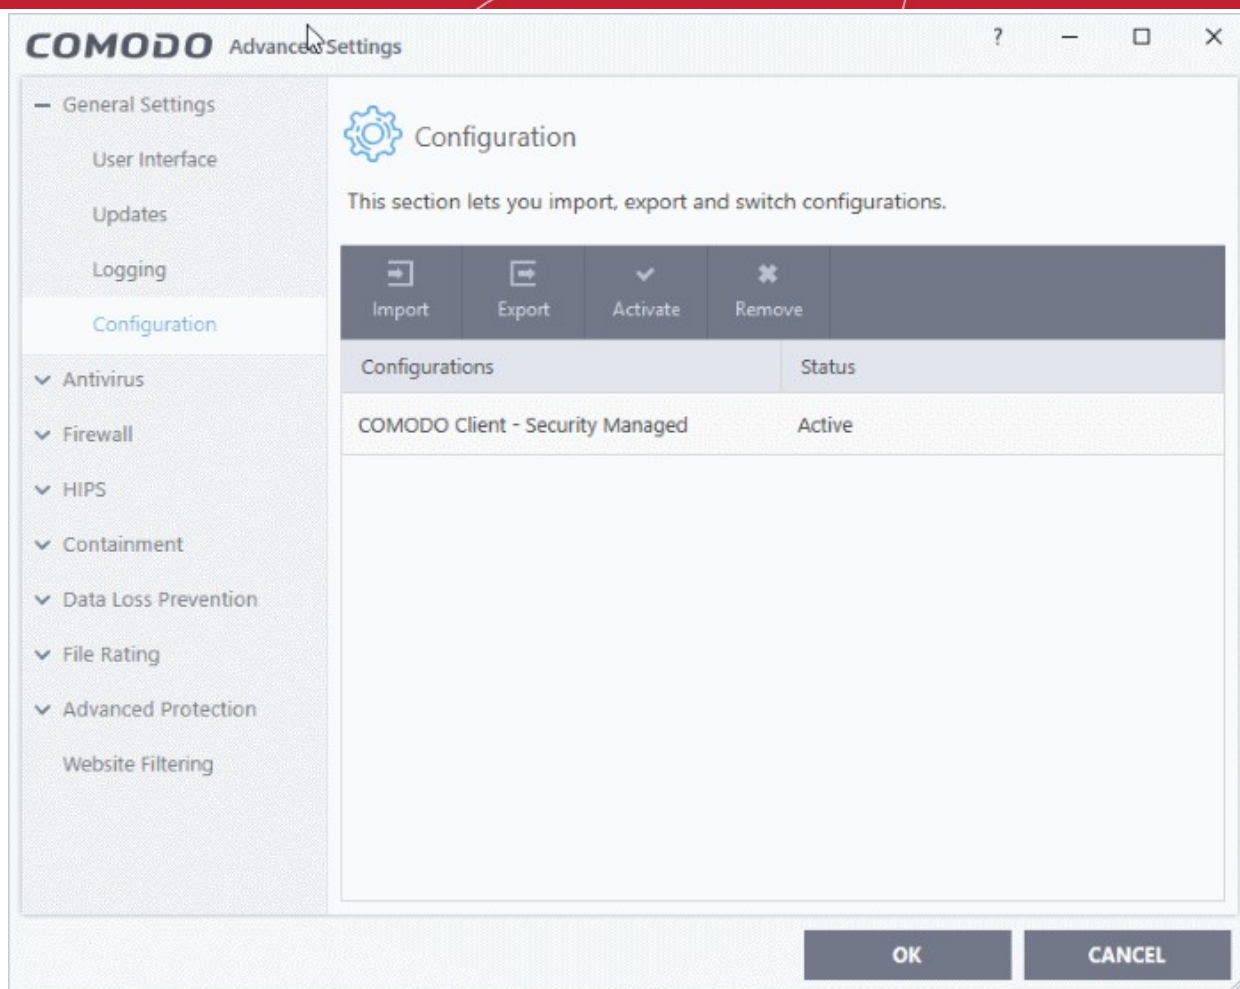 COMODO Advanced Settings ?
General Settings
User Interface
Updates
Logging
Configuration
Antivirus
Firewall
HIPS
Containment
Data Loss Prevention
File Rating
Advanced Protection
Website Filtering
Configuration
This section lets you import, export and switch configurations.
Import Export Activate Remove
Configurations Status
COMODO Client - Security Managed Active
OK CANCEL